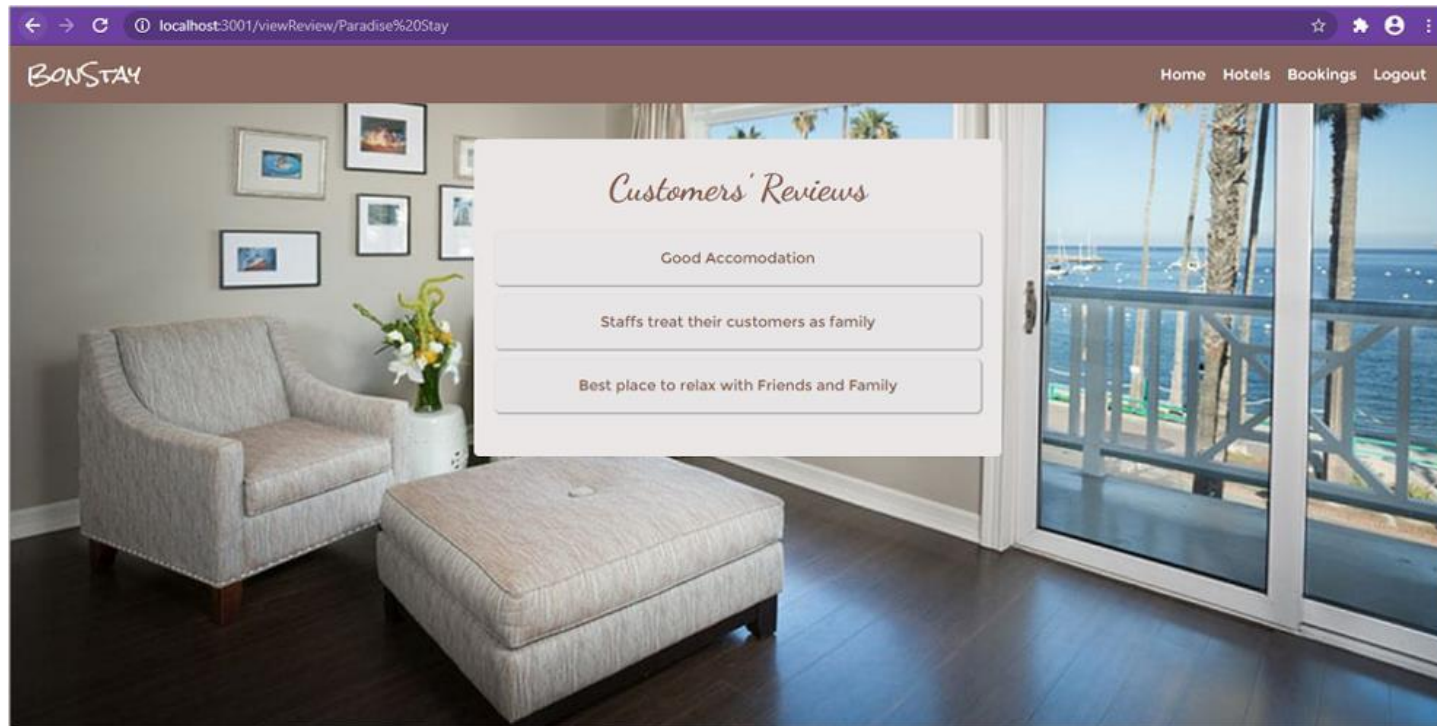 localhost:3001/viewReview/Paradise%20Stay
BONSTAY
Home Hotels Bookings Logout
Customers' Reviews
Good Accomodation
Staffs treat their customers as family
Best place to relax with Friends and Family